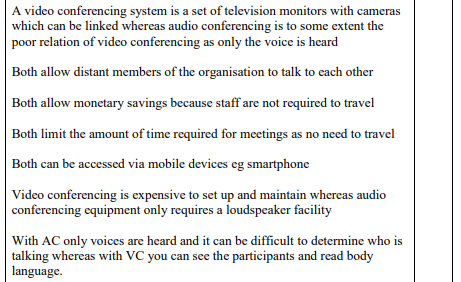 A video conferencing system is a set of television monitors with cameras
which can be linked whereas audio conferencing is to some extent the
poor relation of video conferencing as only the voice is heard
Both allow distant members of the organisation to talk to each other
Both allow monetary savings because staff are not required to travel
Both limit the amount of time required for meetings as no need to travel
Both can be accessed via mobile devices eg smartphone
Video conferencing is expensive to set up and maintain whereas audio
conferencing equipment only requires a loudspeaker facility
With AC only voices are heard and it can be difficult to determine who is
talking whereas with VC you can see the participants and read body
language.